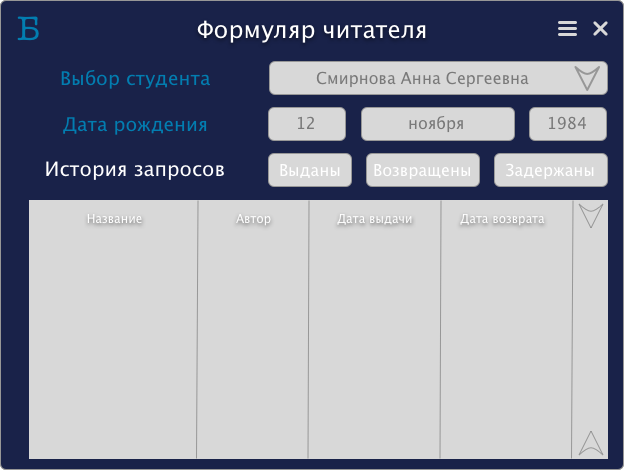 Б Формуляр читателя
Выбор студента Смирнова Анна Сергеевна
Дата рождения 12 ноября 1984
История запросов Выданы Возвращены Задержаны
Название Автор Дата выдачи Дата возврата